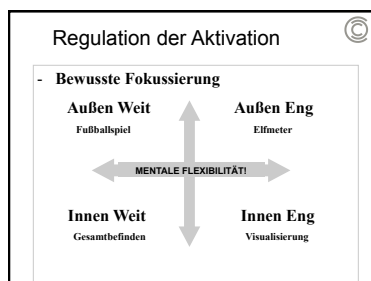 Regulation der Aktivation
©
- Bewusste Fokussierung
Außen Weit
Außen Eng
Fußballspiel
Elfmeter
MENTALE FLEXIBILITÄT!
Innen Weit
Innen Eng
Gesamtbefinden
Visualisierung